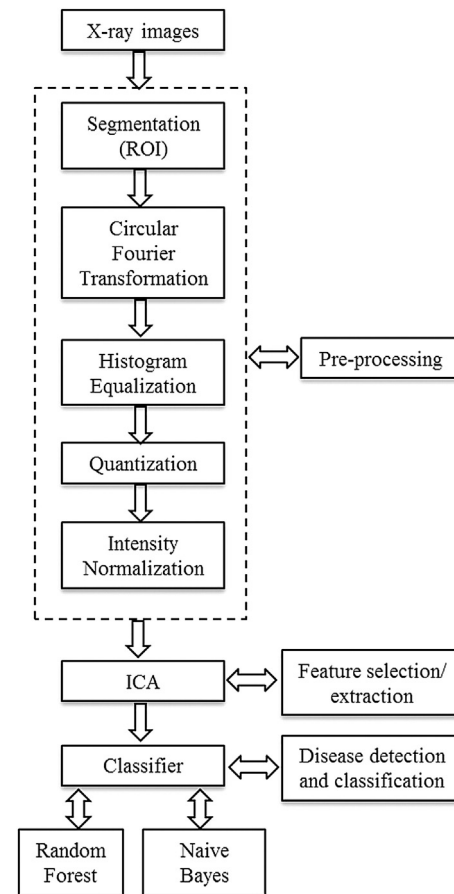 X-ray images
Segmentation
(ROI)
Circular
Fourier
Transformation
Histogram
Equalization
Pre-processing
Quantization
Intensity
Normalization
ICA
Feature selection/
extraction
Classifier
Disease detection
and classification
Random
Forest
Naive
Bayes